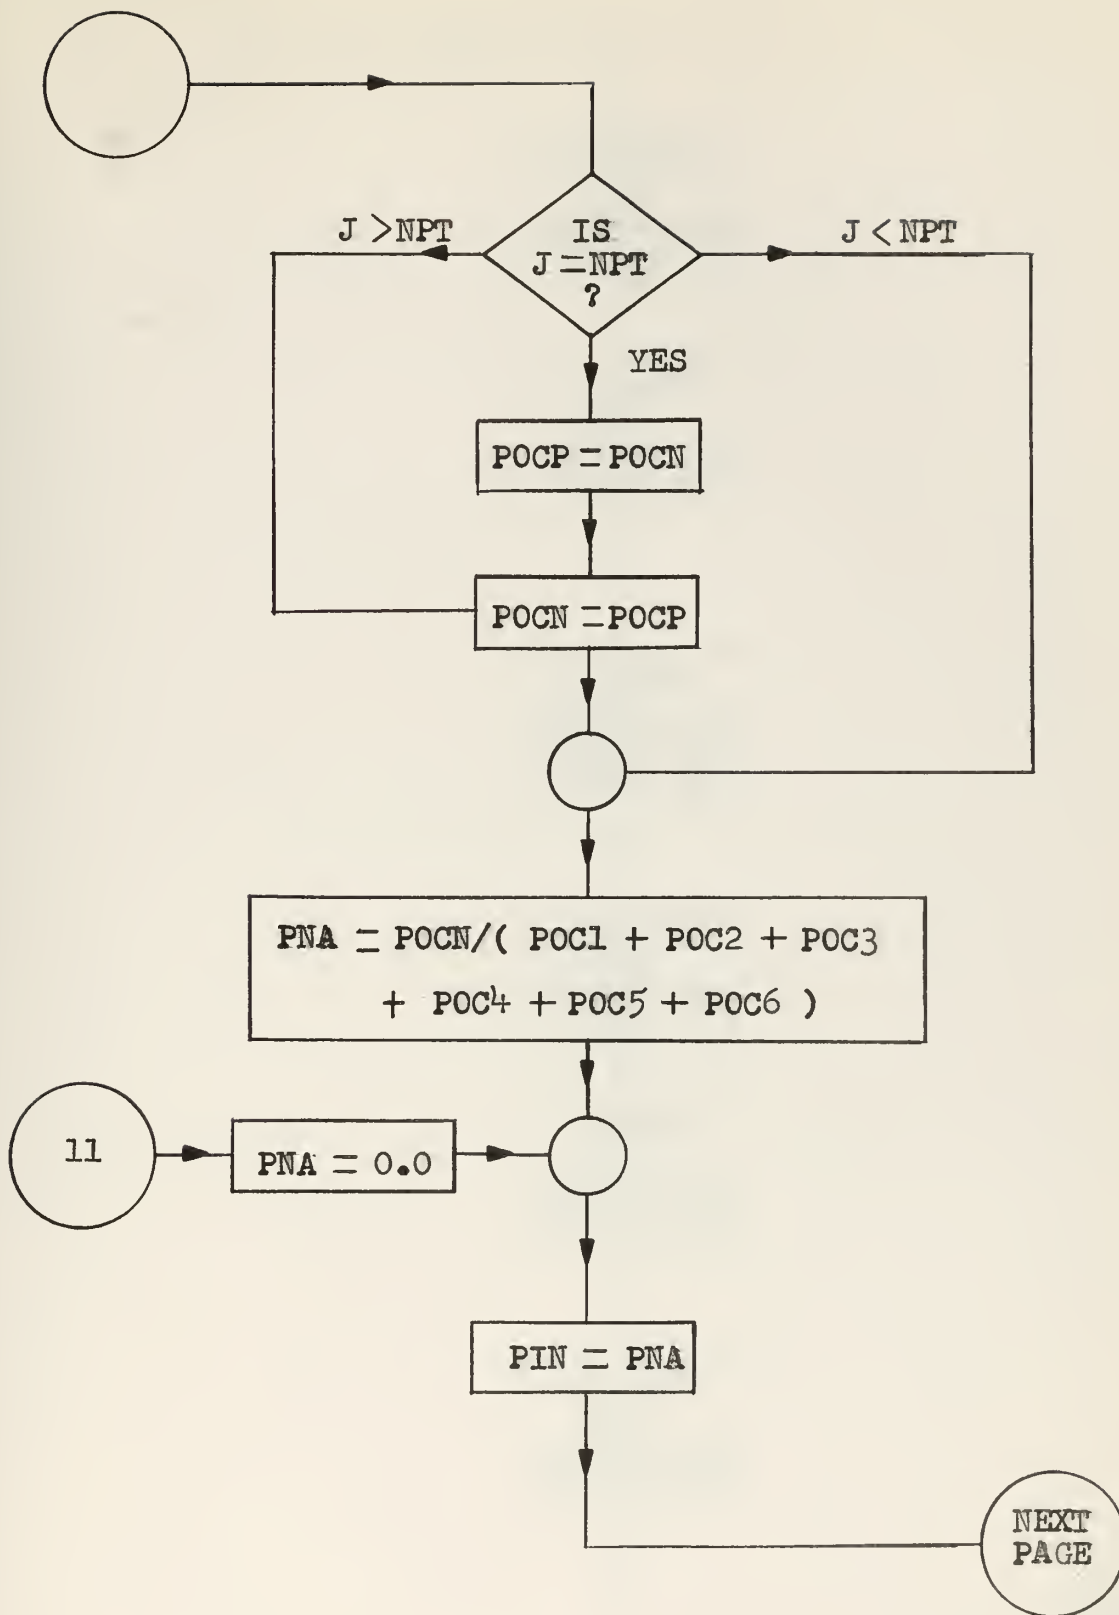 J >NPT
IS
J =NPT
?
J < NPT
YES
POCP = POCN
POCN = POCP
PNA = POCN/( POC1 + POC2 + POC3
+ POC4 + POC5 + POC6 )
11
PNA = 0.0
PIN = PNA
NEXT
PAGE